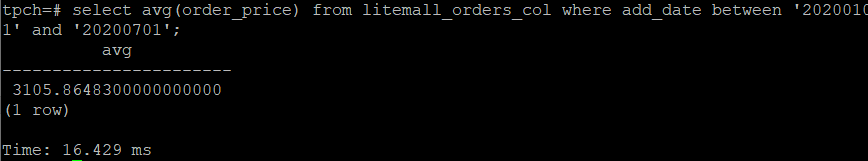 tpch=# select avg(order_price) from litemall_orders_col where add_date between '2020010
1' and '20200701';
          avg
-----------------------
 3105.8648300000000000
(1 row)
Time: 16.429 ms